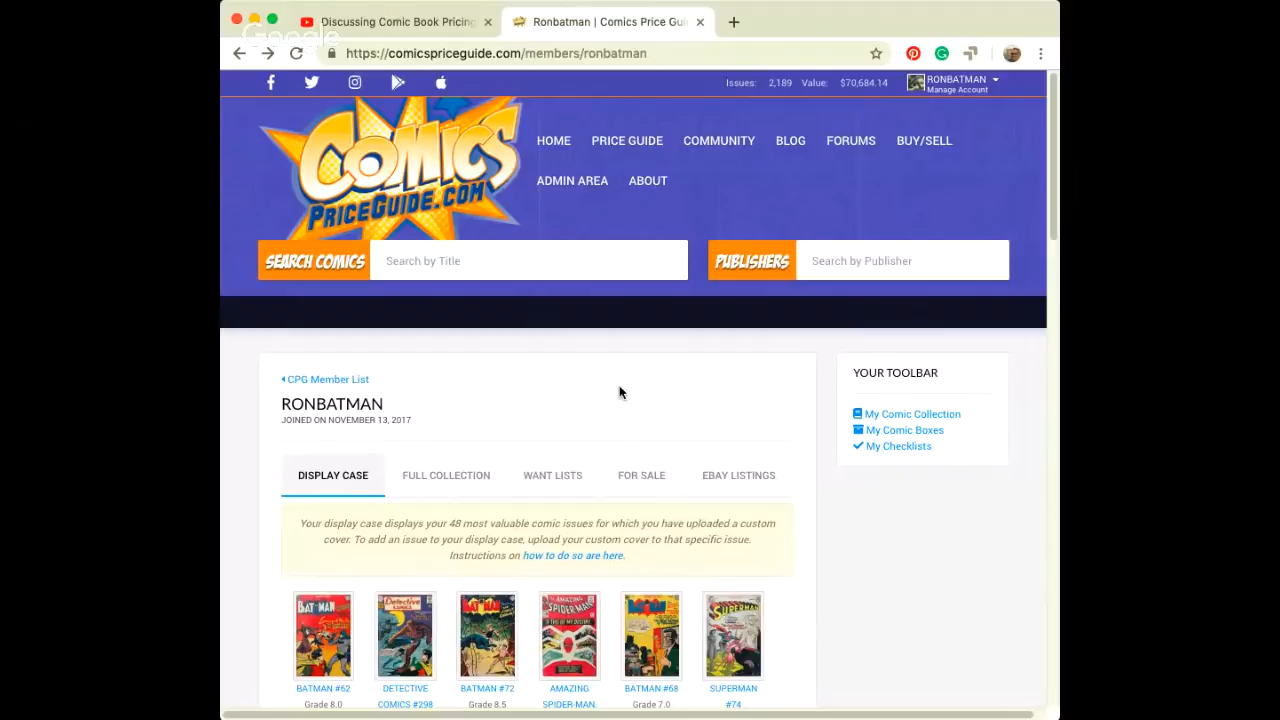 Discussing Comic Book Pricing
Ronbatman | Comics Price Gui
Google
https://comicspriceguide.com/members/ronbatman
Issues: 2,189 Value: $70,684.14
RONBATMAN
Manage Account
COMICS
PRICEGUIDE.COM
HOME PRICE GUIDE COMMUNITY BLOG FORUMS BUY/SELL
ADMIN AREA ABOUT
SEARCH COMICS Search by Title PUBLISHERS Search by Publisher
CPG Member List
RONBATMAN
JOINED ON NOVEMBER 13, 2017
YOUR TOOLBAR
My Comic Collection
My Comic Boxes
My Checklists
DISPLAY CASE FULL COLLECTION WANT LISTS FOR SALE EBAY LISTINGS
Your display case displays your 48 most valuable comic issues for which you have uploaded a custom
cover. To add an issue to your display case, upload your custom cover to that specific issue.
Instructions on how to do so are here.
BATMAN #62 DETECTIVE BATMAN #72 AMAZING BATMAN #68 SUPERMAN
Grade 8.0 COMICS #298 Grade 8.5 SPIDER-MAN, Grade 7.0 #74